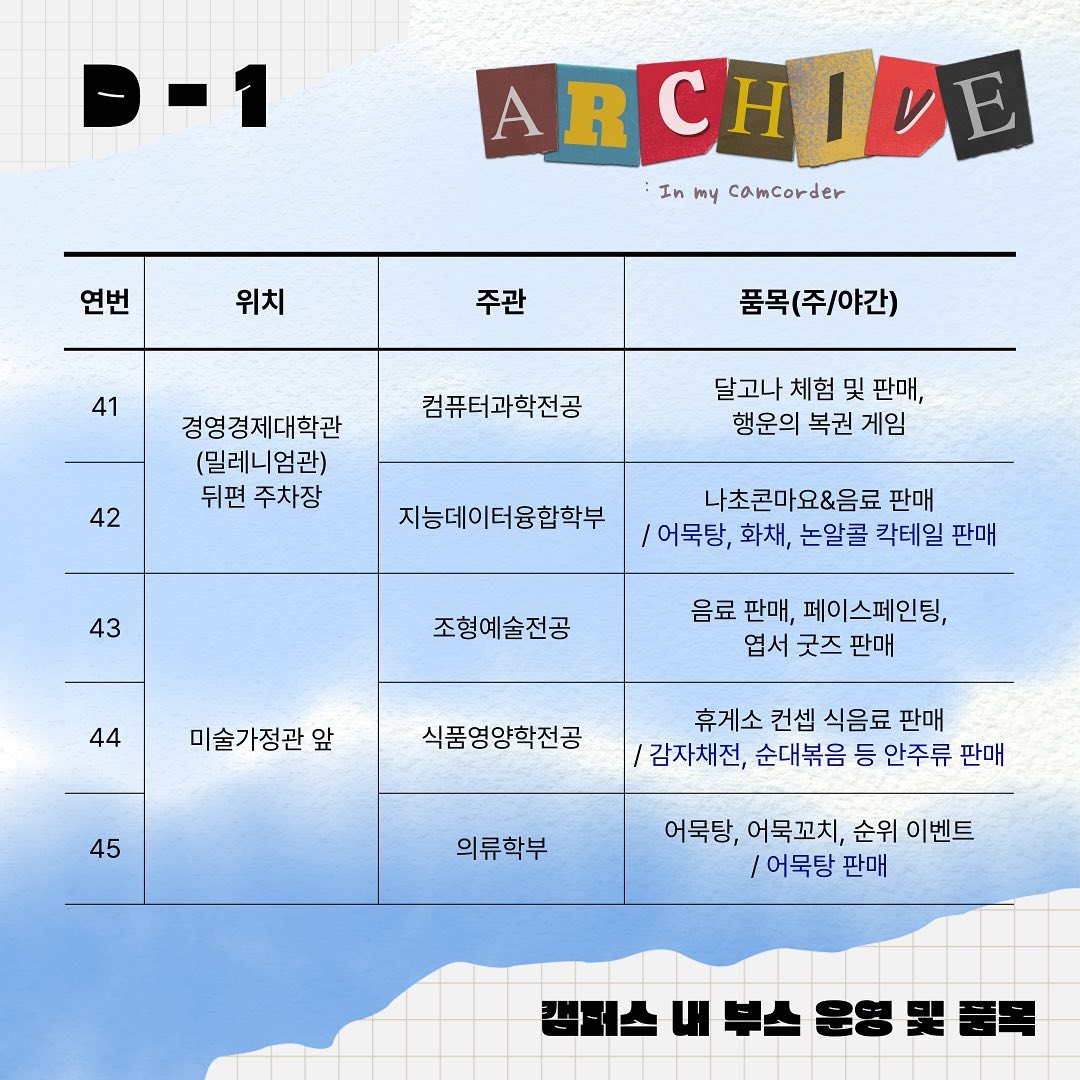 D-1
ARCHIVE
: In my camcorder
연번 위치 주관 품목(주/야간)
41 경영경제대학관 (밀레니엄관) 뒤편 주차장 컴퓨터과학전공 달고나 체험 및 판매,
행운의 복권 게임
42 지능데이터융합학부 나초콘마요&음료 판매
/ 어묵탕, 화채, 논알콜 칵테일 판매
43 미술가정관 앞 조형예술전공 음료 판매, 페이스페인팅,
엽서 굿즈 판매
44 식품영양학전공 휴게소 컨셉 식음료 판매
/ 감자채전, 순대볶음 등 안주류 판매
45 의류학부 어묵탕, 어묵꼬치, 순위 이벤트
/ 어묵탕 판매
캠퍼스 내 부스 운영 및 품목